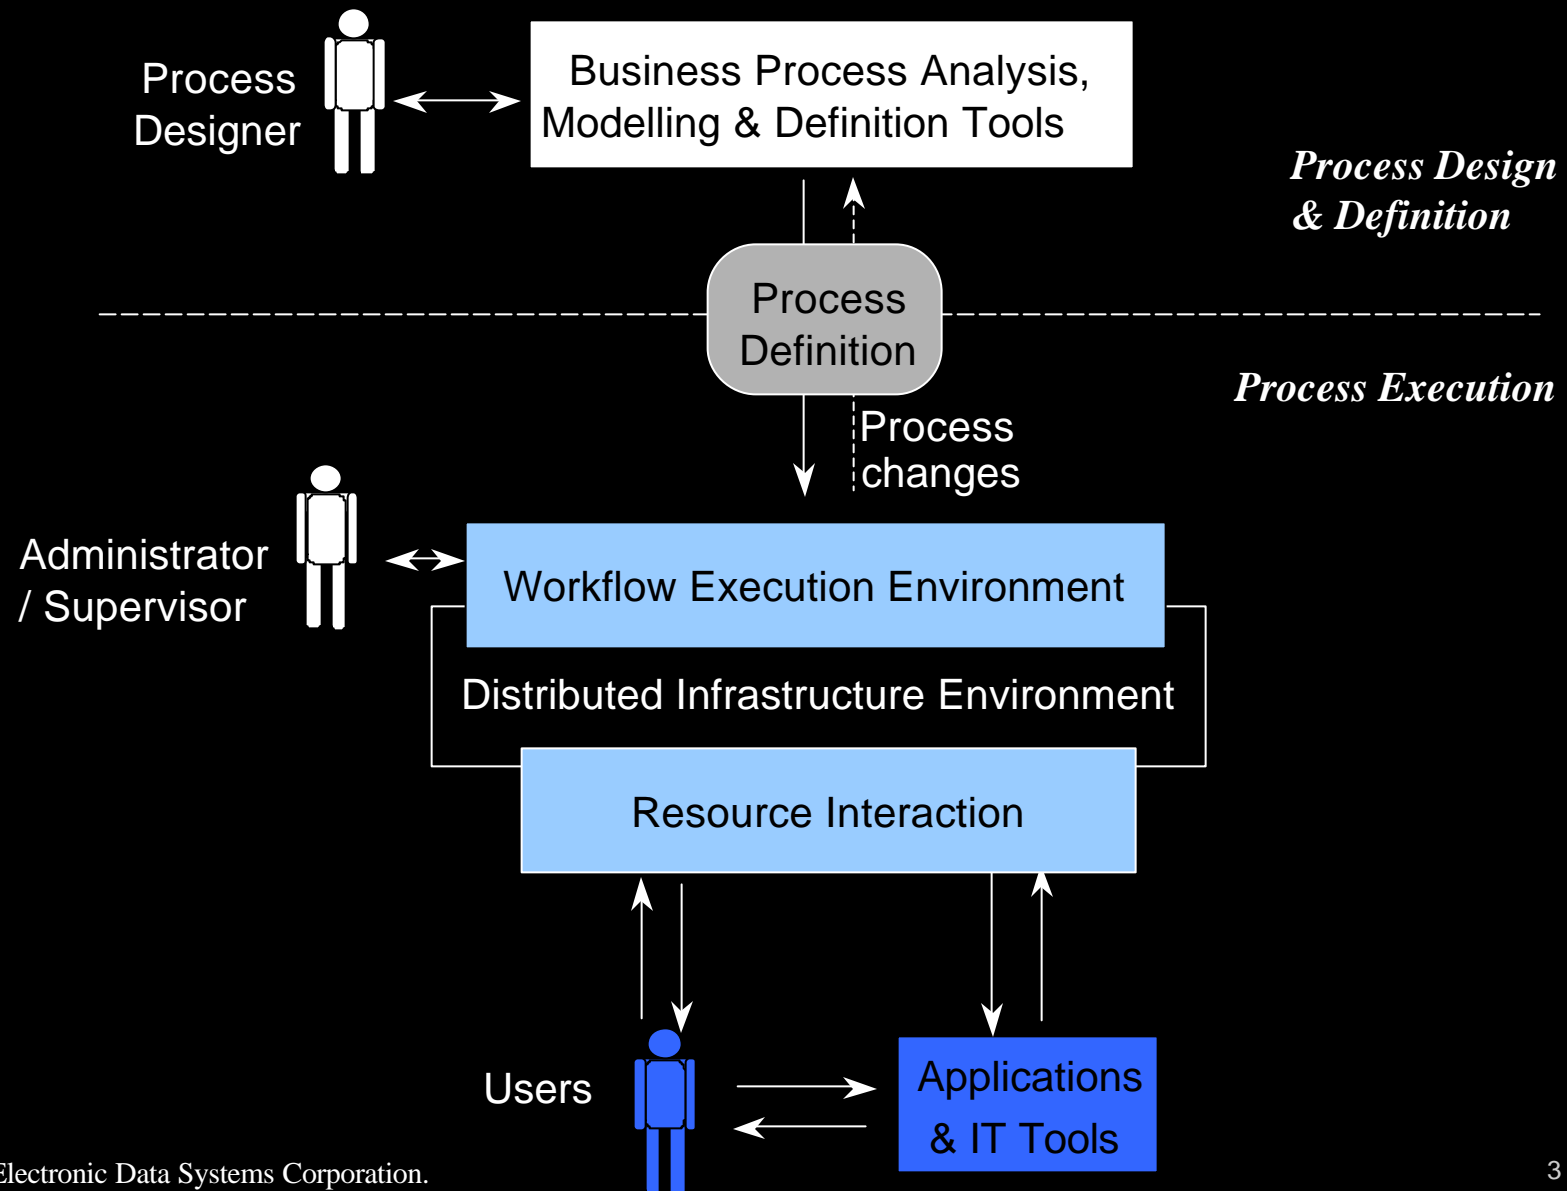 Process
Designer
Business Process Analysis,
Modelling & Definition Tools
Process Design
& Definition
Process
Definition
Process Execution
Process
changes
Administrator
/ Supervisor
Workflow Execution Environment
Distributed Infrastructure Environment
Resource Interaction
Users
Applications
& IT Tools
Electronic Data Systems Corporation.
3